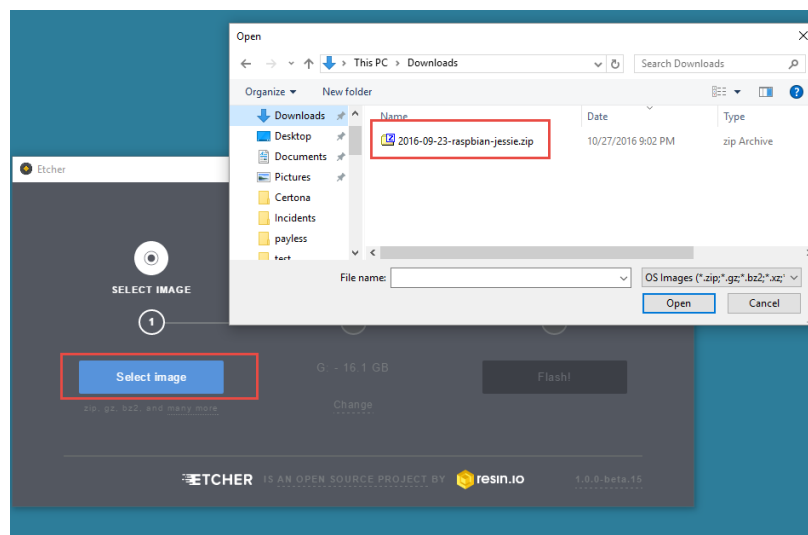 Open
This PC > Downloads
Search Downloads
Organize
New folder
Name
Date
Type
Downloads
Desktop
Documents
Pictures
Certona
Incidents
payless
test
2016-09-23-raspbian-jessie.zip
10/27/2016 9:02 PM
zip Archive
File name:
OS Images (*.zip;*.gz;*.bz2;*.xz;*
Open
Cancel
Etcher
SELECT IMAGE
1
Select image
zip, gz, bz2, and many more
G: - 16.1 GB
Change
Flash!
ETCHER IS AN OPEN SOURCE PROJECT BY resin.io
1.0.0-beta.15